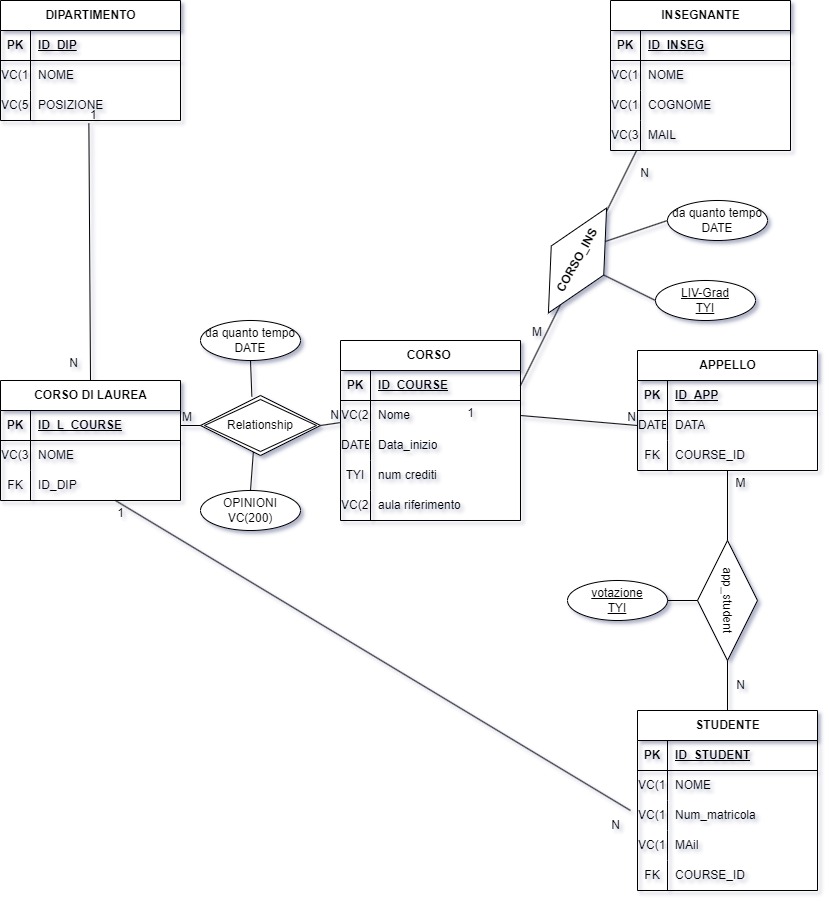 DIPARTIMENTO
PK ID_DIP
VC(1 NOME
VC(5 POSIZIONE
1
N
INSEGNANTE
PK ID_INSEG
VC(1 NOME
VC(1 COGNOME
VC(3 MAIL
N
CORSO_INS
da quanto tempo
DATE
LIV-Grad
TYI
M
da quanto tempo
DATE
CORSO DI LAUREA
PK ID_L_COURSE
VC(3 NOME
FK ID_DIP
M
Relationship
N
OPINIONI
VC(200)
CORSO
PK ID_COURSE
VC(2 Nome
DATE Data_inizio
TYI num crediti
VC(2 aula riferimento
1
N
APPELLO
PK ID_APP
DATE DATA
FK COURSE_ID
M
app_student
votazione
TYI
N
1
N
STUDENTE
PK ID_STUDENT
VC(1 NOME
VC(1 Num_matricola
VC(1 MAil
FK COURSE_ID